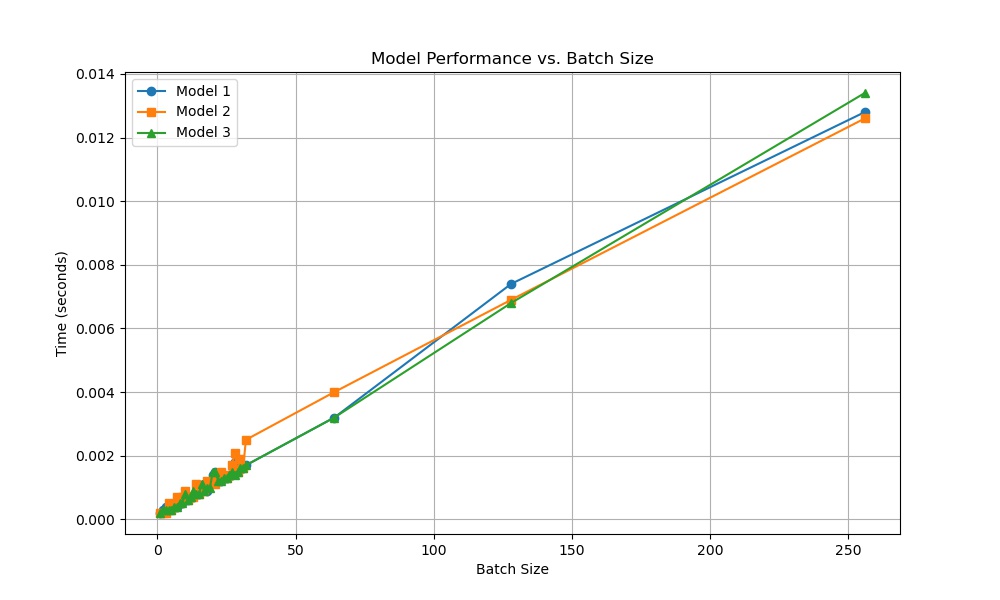 Model Performance vs. Batch Size
0.014
0.012
0.010
0.008
0.006
0.004
0.002
0.000
Time (seconds)
Model 1
Model 2
Model 3
0
50
100
150
200
250
Batch Size